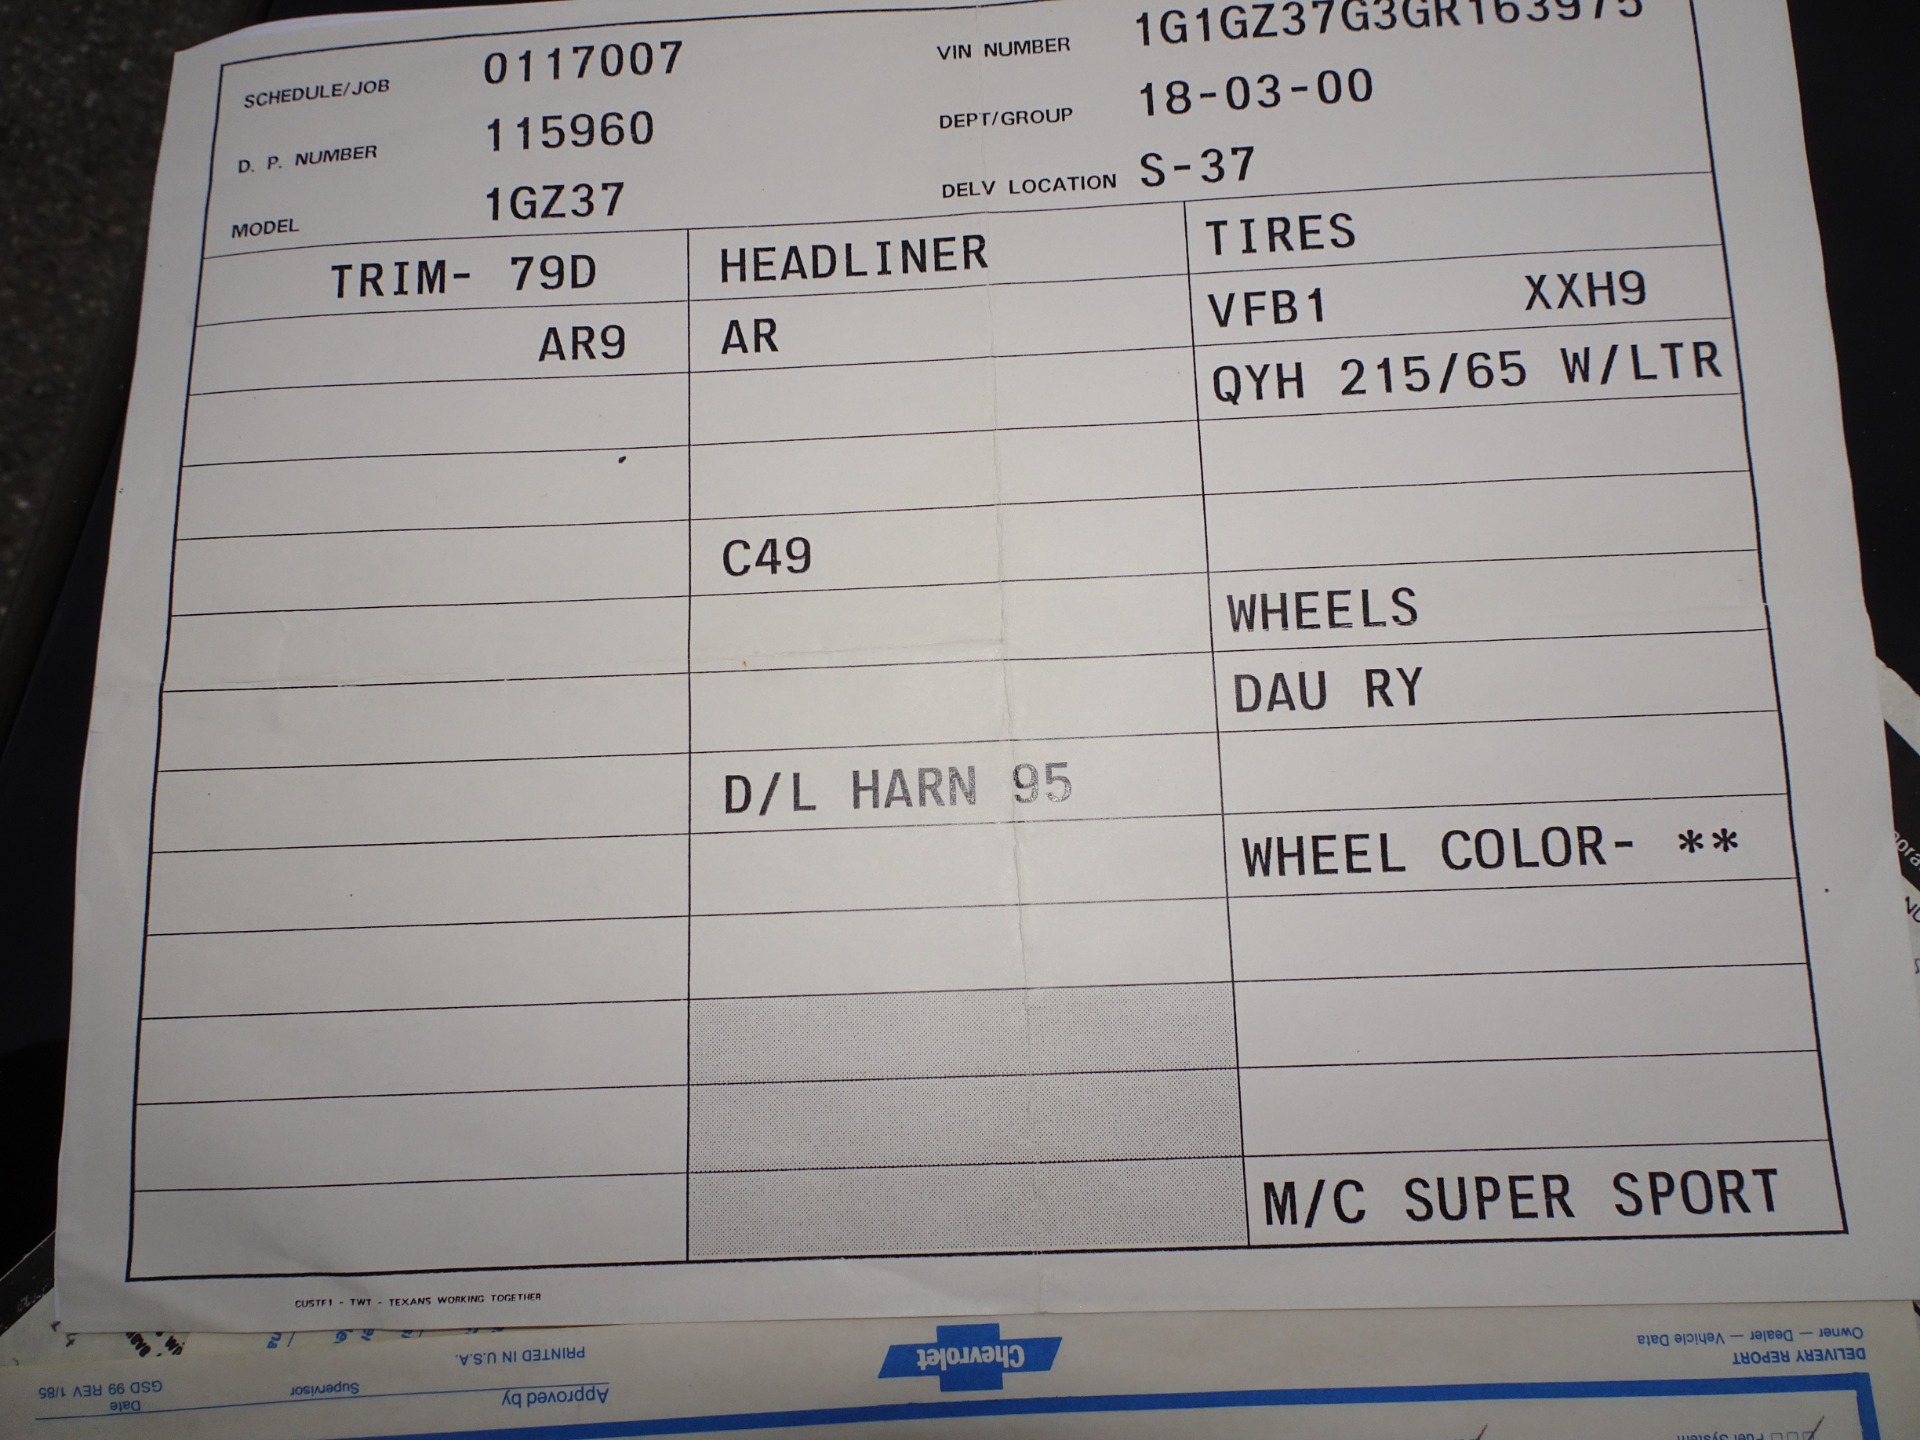 SCHEDULE/JOB 0117007 VIN NUMBER 1G1GZ37G3GR163975
D. P. NUMBER 115960 DEPT/GROUP 18-03-00
MODEL 1GZ37 DELV LOCATION S-37
TRIM- 79D HEADLINER TIRES
AR9 AR VFB1 XXH9
QYH 215/65 W/LTR
C49
WHEELS
DAU RY
D/L HARN 95
WHEEL COLOR- **
M/C SUPER SPORT
CUSTF1 - TWT - TEXANS WORKING TOGETHER
DELIVERY REPORT
Owner — Dealer — Vehicle Data
Chevrolet
PRINTED IN U.S.A.
GSD 99 REV 1/85
Approved by
Supervisor
Date
Fuel System